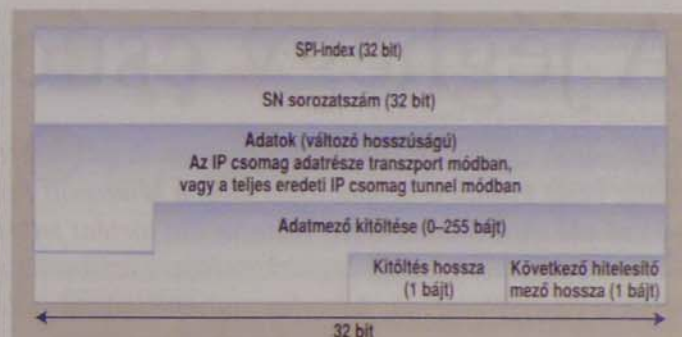 SPI-index (32 bit)
SN sorozatszám (32 bit)
Adatok (változó hosszúságú)
Az IP csomag adatrésze transzport módban,
vagy a teljes eredeti IP csomag tunnel módban
Adatmező kitöltése (0–255 bájt)
Kitöltés hossza
(1 bájt)
Következő hitelesítő
mező hossza (1 bájt)
32 bit